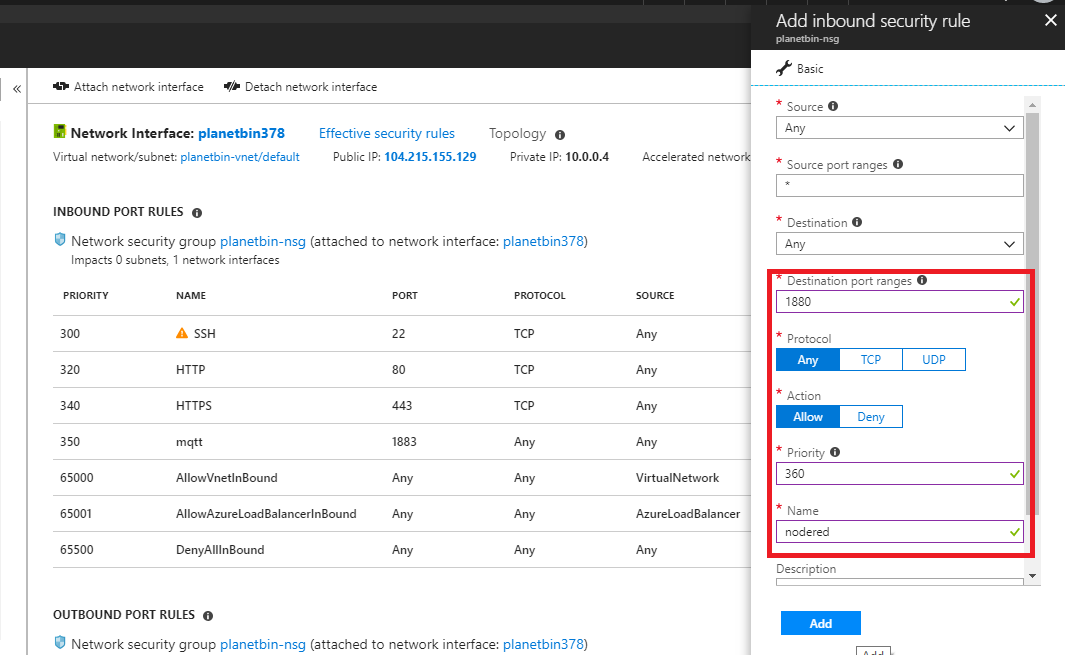 Add inbound security rule
planetbin-nsg
Basic
« Attach network interface Detach network interface
Network Interface: planetbin378 Effective security rules Topology
Virtual network/subnet: planetbin-vnet/default Public IP: 104.215.155.129 Private IP: 10.0.0.4 Accelerated network
INBOUND PORT RULES
Network security group planetbin-nsg (attached to network interface: planetbin378)
Impacts 0 subnets, 1 network interfaces
PRIORITY NAME PORT PROTOCOL SOURCE
300 SSH 22 TCP Any
320 HTTP 80 TCP Any
340 HTTPS 443 TCP Any
350 mqtt 1883 Any Any
65000 AllowVnetInBound Any Any VirtualNetwork
65001 AllowAzureLoadBalancerInBound Any Any AzureLoadBalancer
65500 DenyAllInBound Any Any Any
OUTBOUND PORT RULES
Network security group planetbin-nsg (attached to network interface: planetbin378)
* Source
Any
* Source port ranges
*
* Destination
Any
* Destination port ranges
1880
* Protocol
Any TCP UDP
* Action
Allow Deny
* Priority
360
* Name
nodered
Description
Add
Add